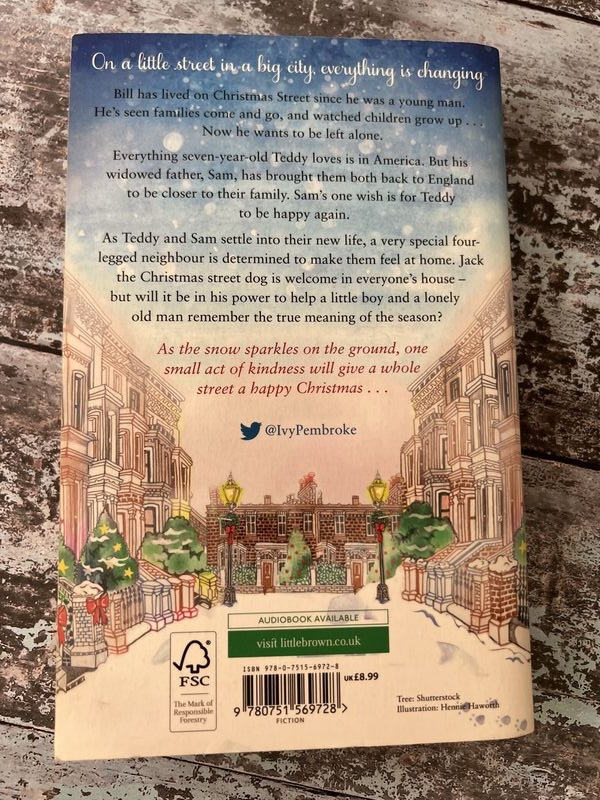 On a little street in a big city, everything is changing
Bill has lived on Christmas Street since he was a young man.
He's seen families come and go, and watched children grow up . . .
Now he wants to be left alone.
Everything seven-year-old Teddy loves is in America. But his
widowed father, Sam, has brought them both back to England
to be closer to their family. Sam's one wish is for Teddy
to be happy again.
As Teddy and Sam settle into their new life, a very special four-
legged neighbour is determined to make them feel at home. Jack
the Christmas street dog is welcome in everyone's house –
but will it be in his power to help a little boy and a lonely
old man remember the true meaning of the season?
As the snow sparkles on the ground, one
small act of kindness will give a whole
street a happy Christmas . . .
@IvyPembroke
AUDIOBOOK AVAILABLE
visit littlebrown.co.uk
FSC
The Mark of
Responsible
Forestry
ISBN 978-0-7515-6972-8
UK £8.99
9 780751 569728 >
FICTION
Tree: Shutterstock
Illustration: Hennie Haworth